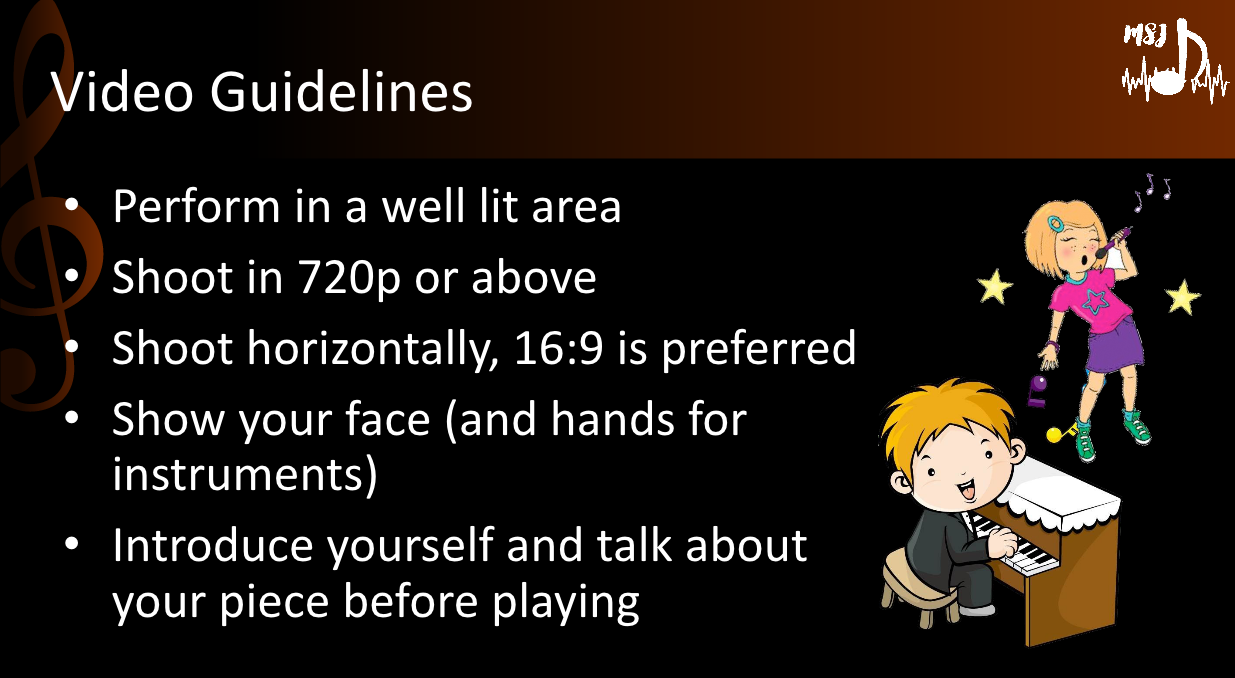 MSJ
Video Guidelines
• Perform in a well lit area
• Shoot in 720p or above
• Shoot horizontally, 16:9 is preferred
• Show your face (and hands for
instruments)
• Introduce yourself and talk about
your piece before playing